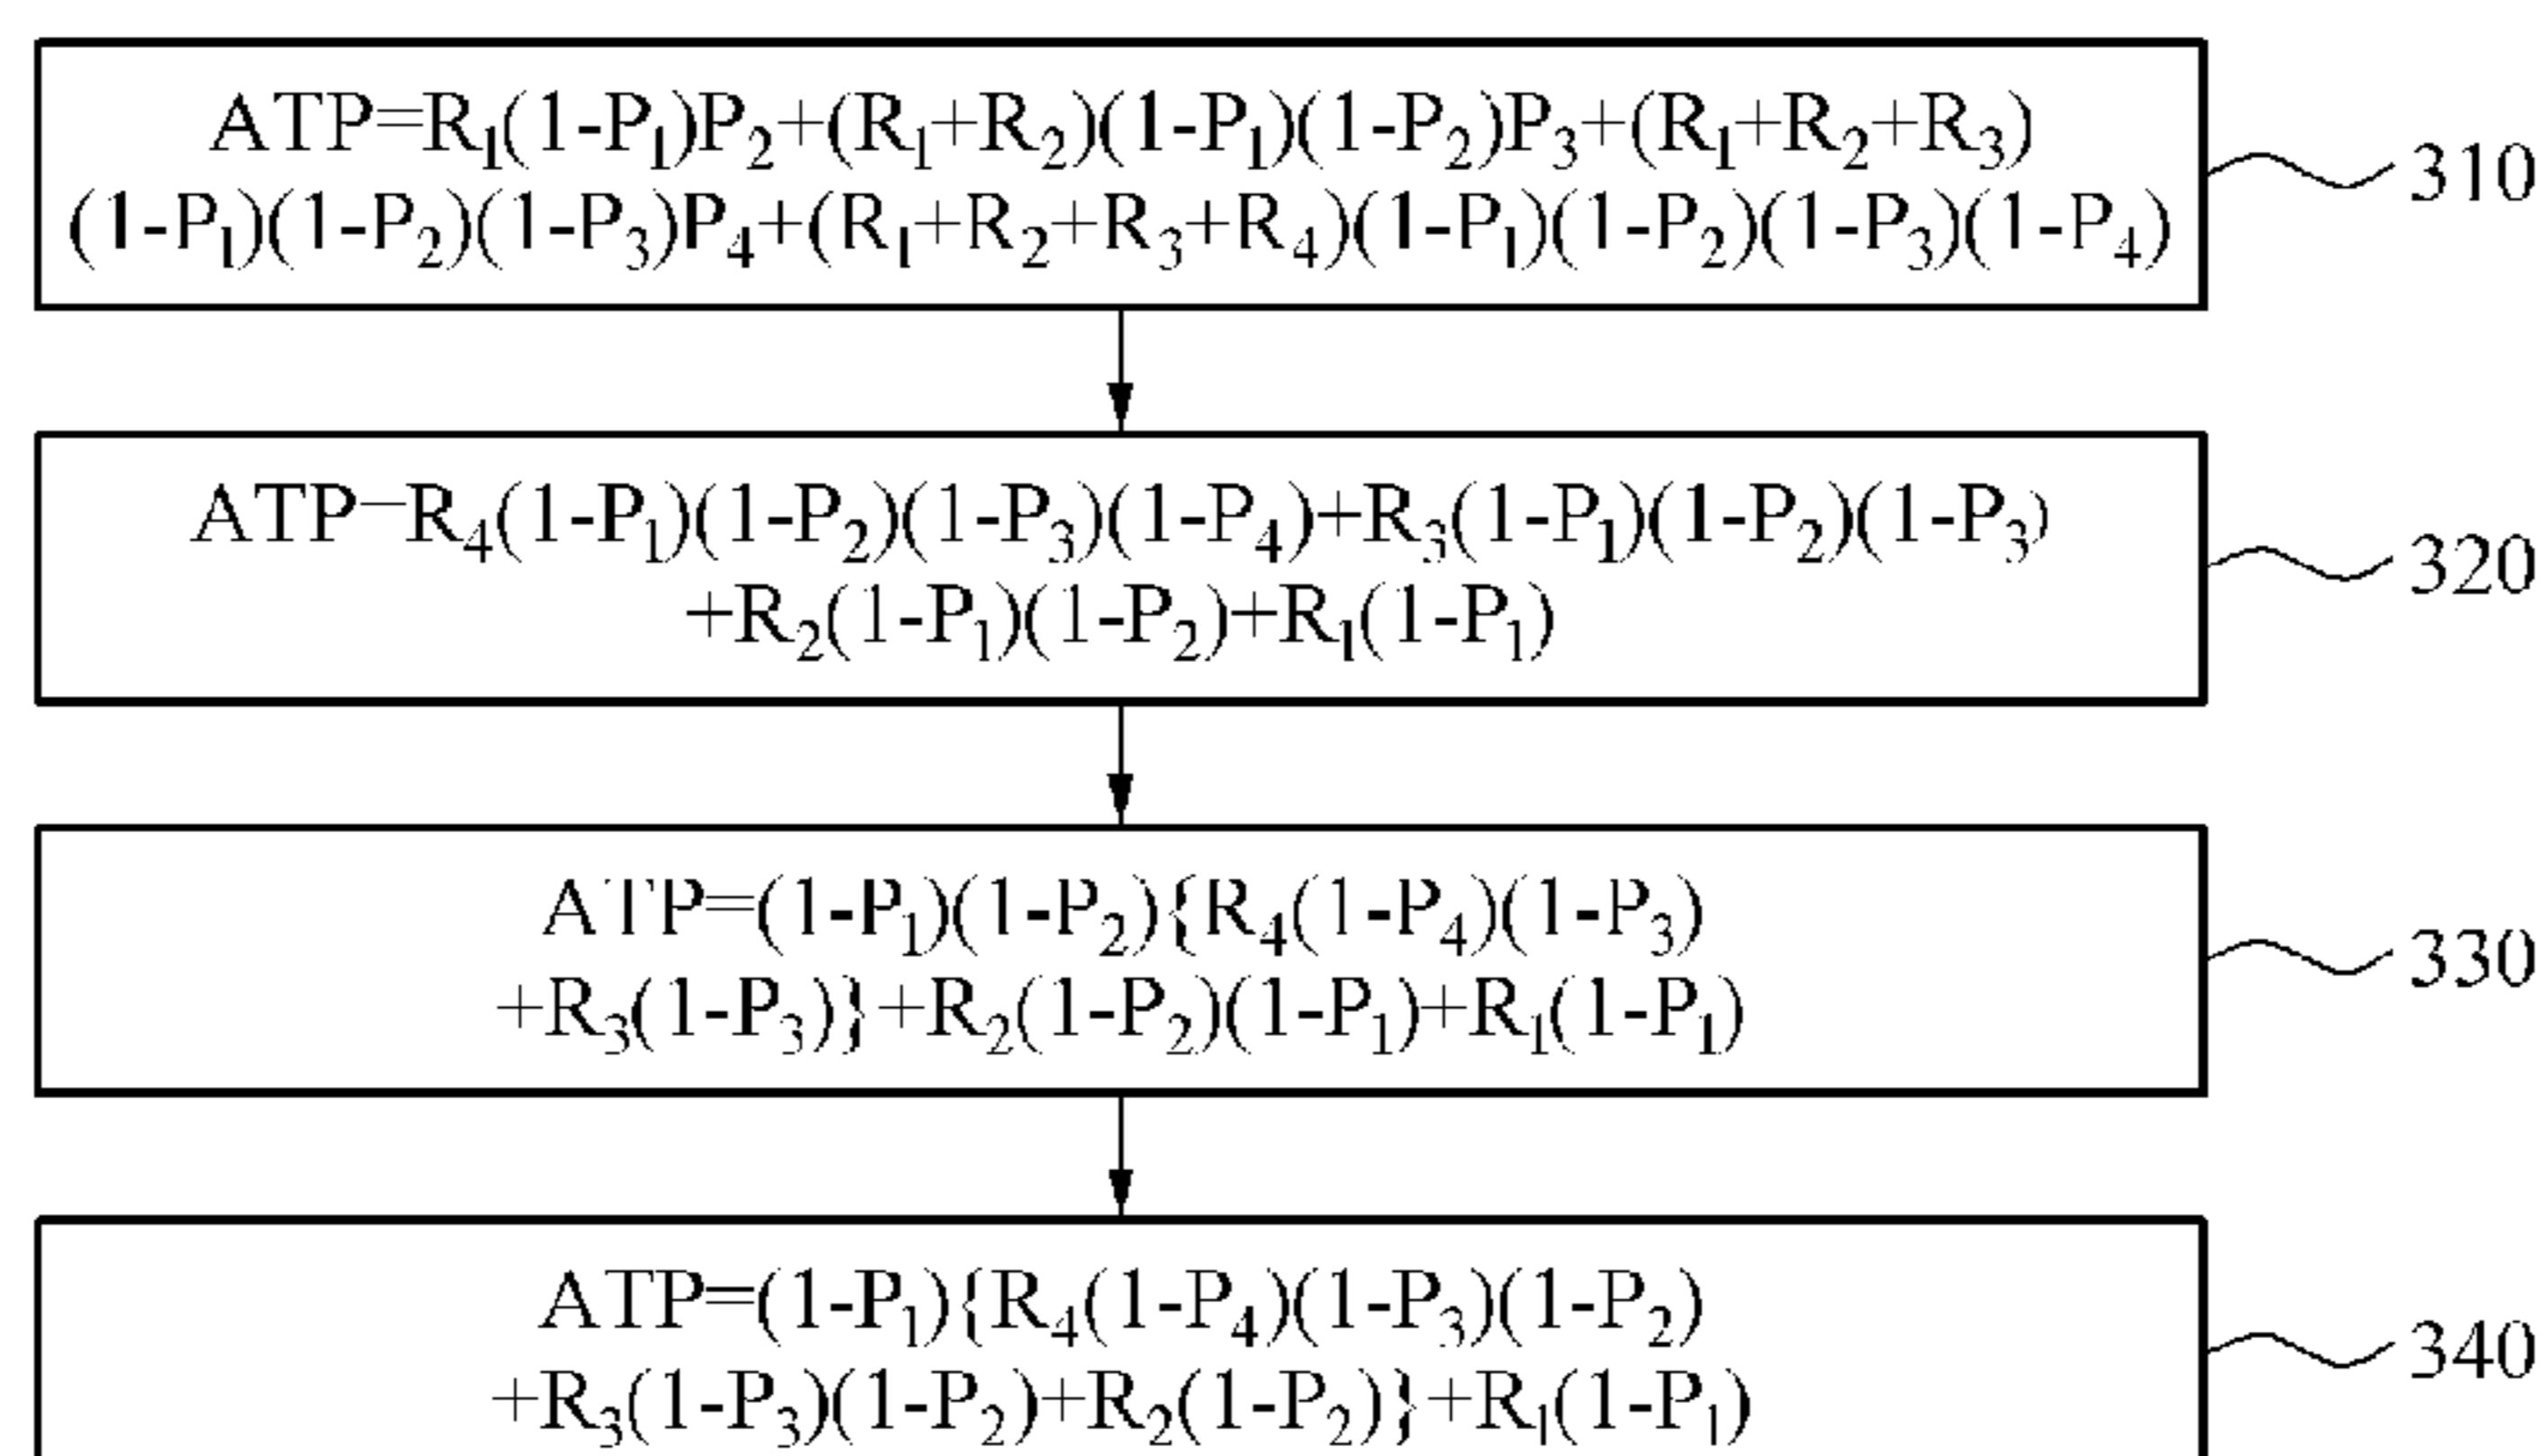 ATP=R₁(1-P₁)P₂+(R₁+R₂)(1-P₁)(1-P₂)P₃+(R₁+R₂+R₃)
(1-P₁)(1-P₂)(1-P₃)P₄+(R₁+R₂+R₃+R₄)(1-P₁)(1-P₂)(1-P₃)(1-P₄)
310
ATP=R₄(1-P₁)(1-P₂)(1-P₃)(1-P₄)+R₃(1-P₁)(1-P₂)(1-P₃)
+R₂(1-P₁)(1-P₂)+R₁(1-P₁)
320
ATP=(1-P₁)(1-P₂){R₄(1-P₄)(1-P₃)
+R₃(1-P₃)}+R₂(1-P₂)(1-P₁)+R₁(1-P₁)
330
ATP=(1-P₁){R₄(1-P₄)(1-P₃)(1-P₂)
+R₃(1-P₃)(1-P₂)+R₂(1-P₂)}+R₁(1-P₁)
340